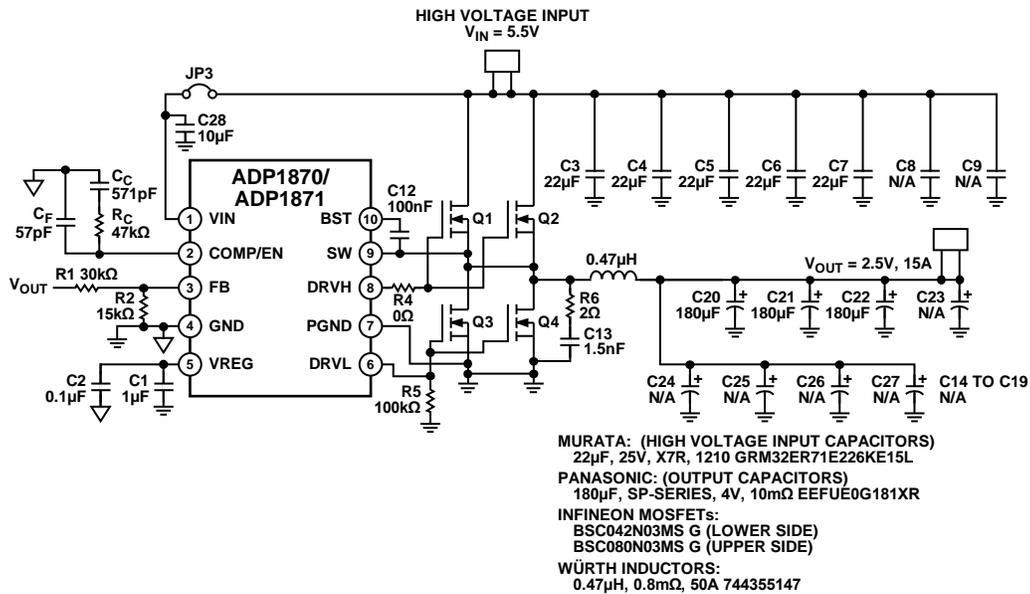 HIGH VOLTAGE INPUT
VIN = 5.5V
JP3
C28
10µF
CC
571pF
CF
57pF
RC
47kΩ
VOUT
R1 30kΩ
R2
15kΩ
C2
0.1µF
C1
1µF
ADP1870/
ADP1871
1 VIN
2 COMP/EN
3 FB
4 GND
5 VREG
BST 10
SW 9
DRVH 8
PGND 7
DRVL 6
C12
100nF
R4
0Ω
R5
100kΩ
Q1
Q2
Q3
Q4
0.47µH
R6
2Ω
C13
1.5nF
C3
22µF
C4
22µF
C5
22µF
C6
22µF
C7
22µF
C8
N/A
C9
N/A
VOUT = 2.5V, 15A
C20
180µF
+
C21
180µF
+
C22
180µF
+
C23
N/A
+
C24
N/A
+
C25
N/A
+
C26
N/A
+
C27
N/A
+
C14 TO C19
N/A
MURATA: (HIGH VOLTAGE INPUT CAPACITORS)
22µF, 25V, X7R, 1210 GRM32ER71E226KE15L
PANASONIC: (OUTPUT CAPACITORS)
180µF, SP-SERIES, 4V, 10mΩ EEFUE0G181XR
INFINEON MOSFETs:
BSC042N03MS G (LOWER SIDE)
BSC080N03MS G (UPPER SIDE)
WÜRTH INDUCTORS:
0.47µH, 0.8mΩ, 50A 744355147